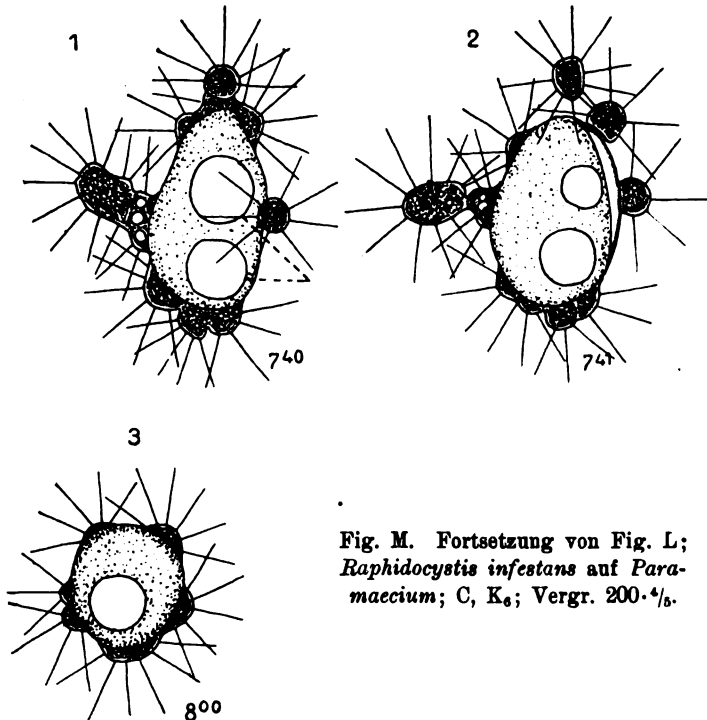 1
2
7⁴⁰
7⁴¹
3
8⁰⁰
Fig. M. Fortsetzung von Fig. L;
Raphidocystis infestans auf Para-
maecium; C, K₆; Vergr. 200·⁴/₅.